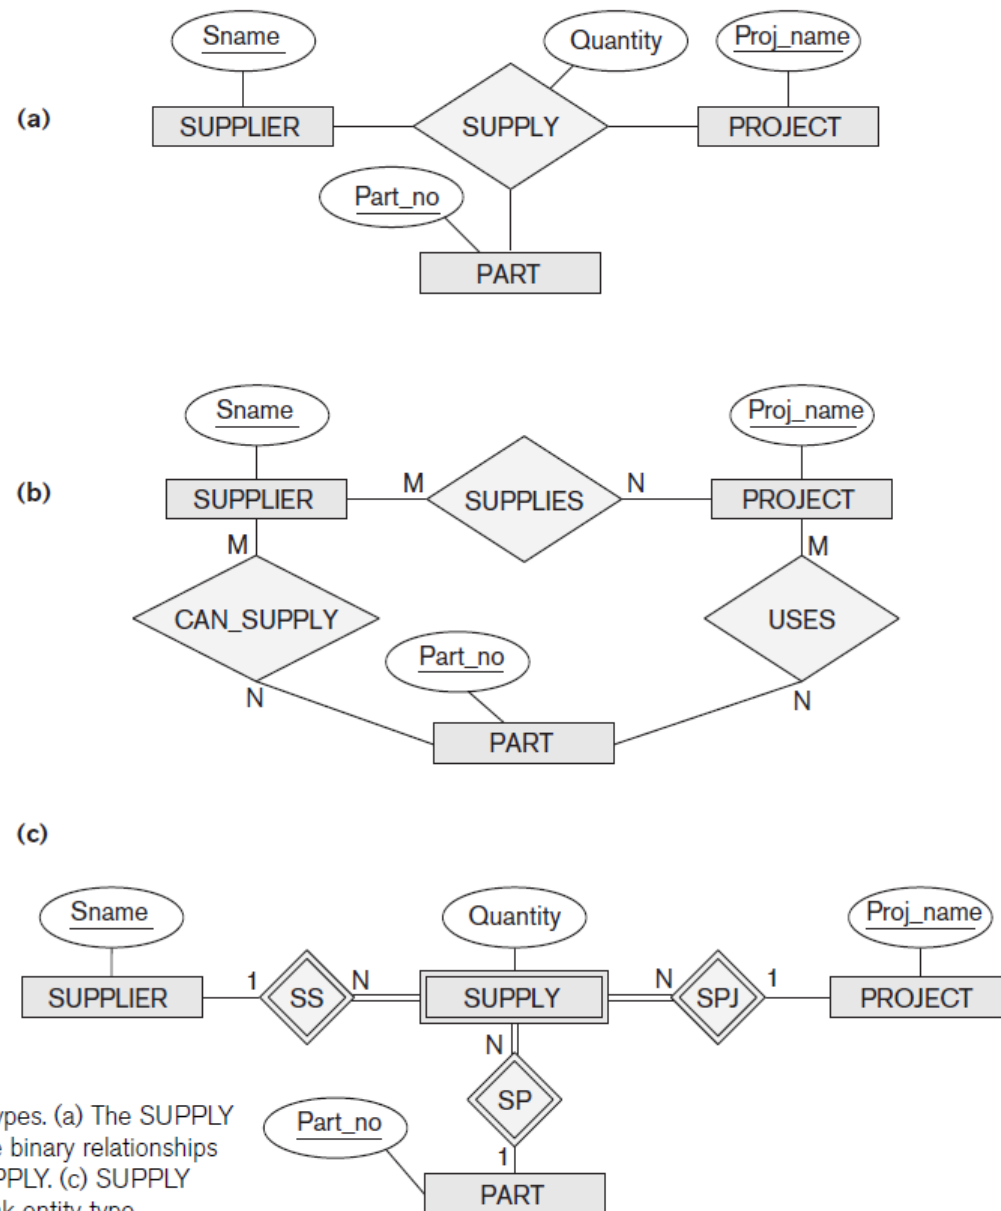 Sname
Quantity
Proj_name
(a)
SUPPLIER
SUPPLY
PROJECT
Part_no
PART
Sname
Proj_name
(b)
SUPPLIER
M
SUPPLIES
N
PROJECT
M
M
CAN_SUPPLY
USES
Part_no
N
N
PART
(c)
Sname
Quantity
Proj_name
SUPPLIER
1
SS
N
SUPPLY
N
SPJ
1
PROJECT
N
SP
Part_no
1
PART
ypes. (a) The SUPPLY
e binary relationships
PPLY. (c) SUPPLY
entity type